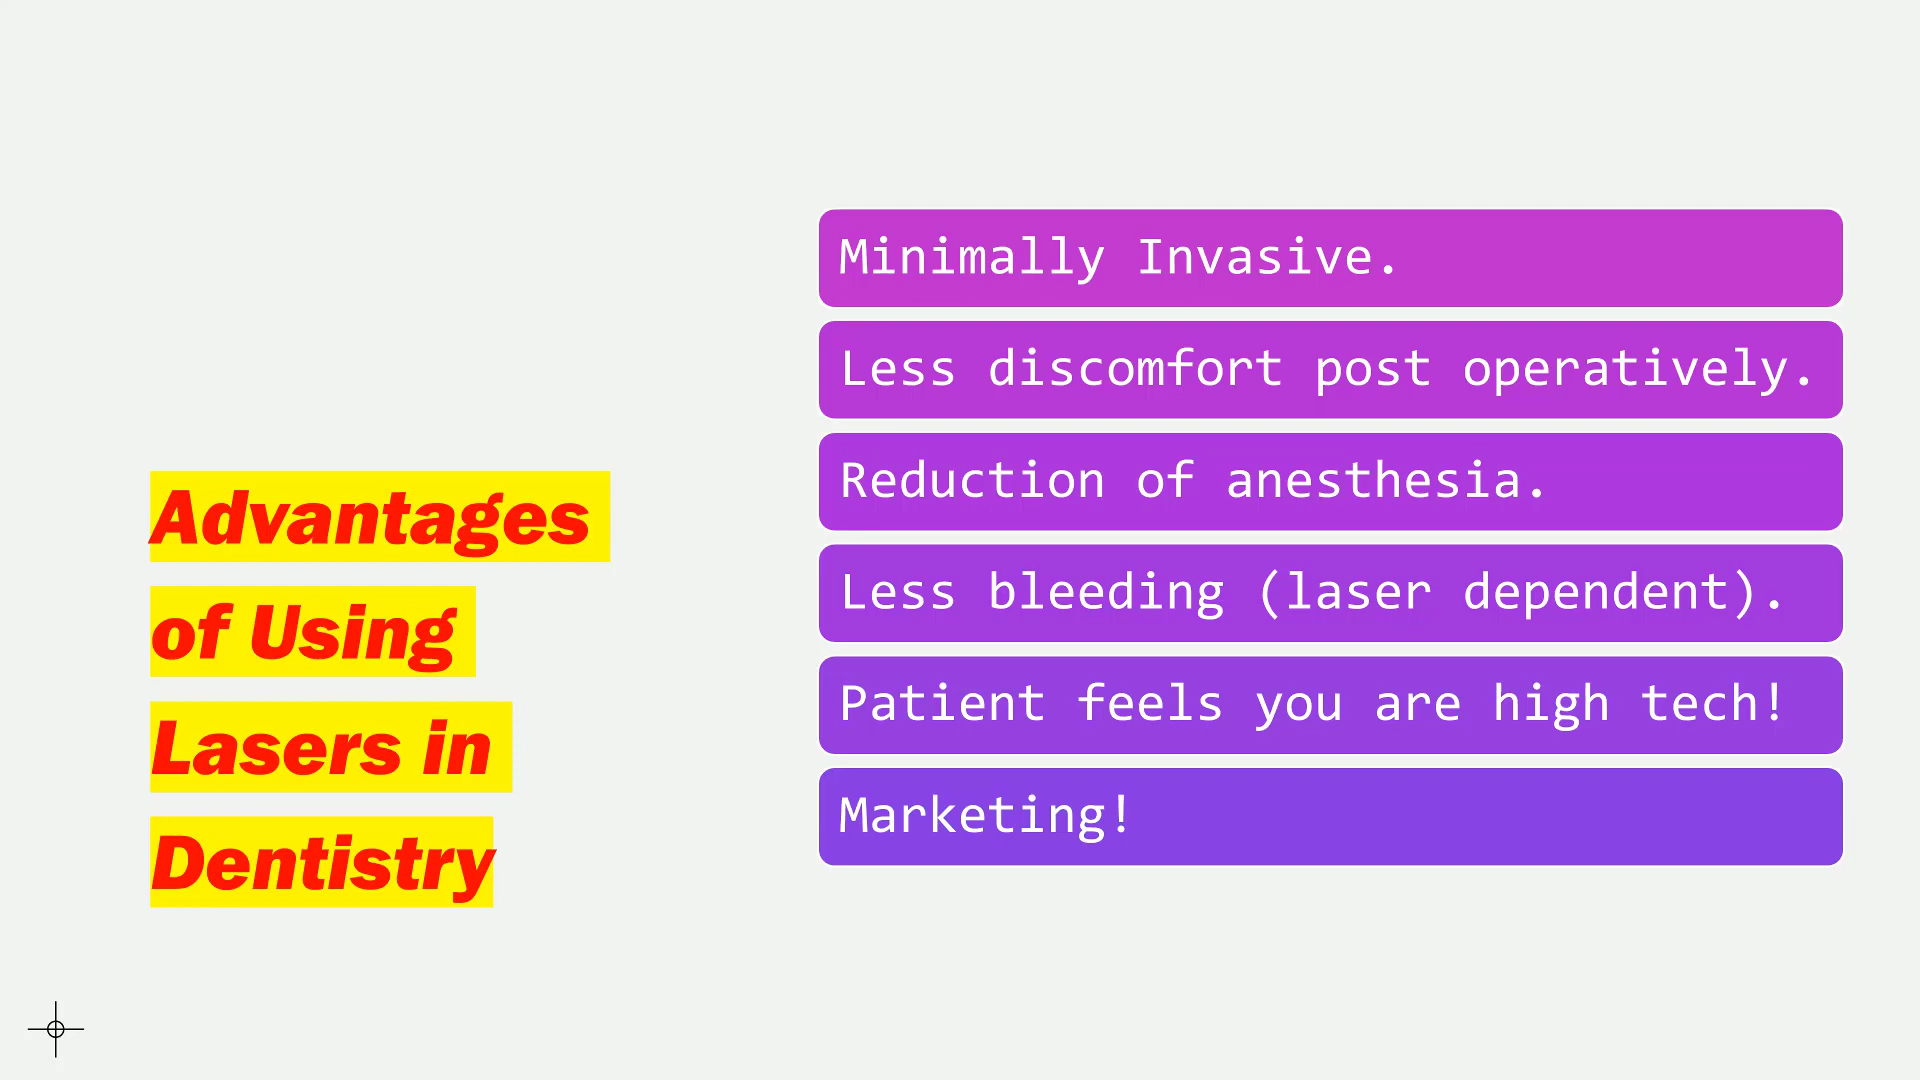 Advantages
of Using
Lasers in
Dentistry
Minimally Invasive.
Less discomfort post operatively.
Reduction of anesthesia.
Less bleeding (laser dependent).
Patient feels you are high tech!
Marketing!